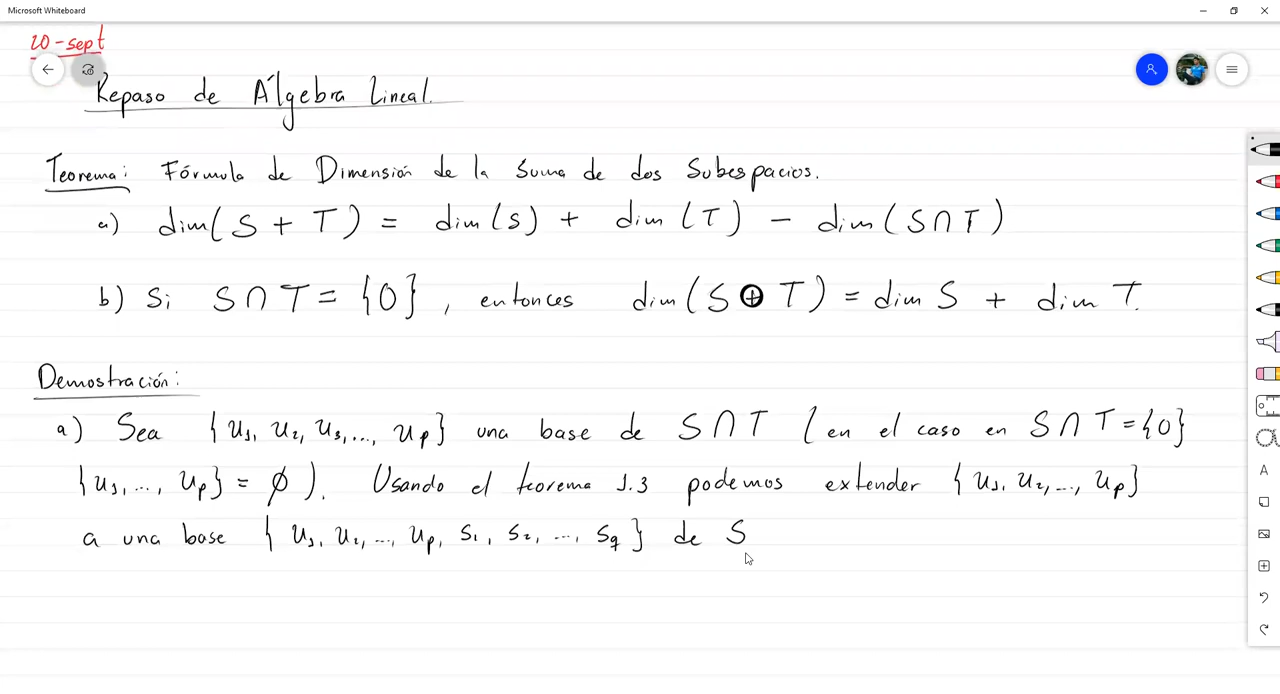 Microsoft Whiteboard
20-sept
Repaso de Álgebra Lineal.
Teorema: Fórmula de Dimensión de la Suma de dos Subespacios.
a) dim(S + T) = dim(S) + dim(T) - dim(S∩T)
b) Si S∩T = {0}, entonces dim(S⊕T) = dim S + dim T.
Demostración:
a) Sea {u₁, u₂, u₃, ..., uₚ} una base de S∩T (en el caso en S∩T={0}
{u₁, ..., uₚ} = ∅). Usando el teorema 1.3 podemos extender {u₁, u₂, ..., uₚ}
a una base {u₁, u₂, ..., uₚ, s₁, s₂, ..., s_q} de S
A